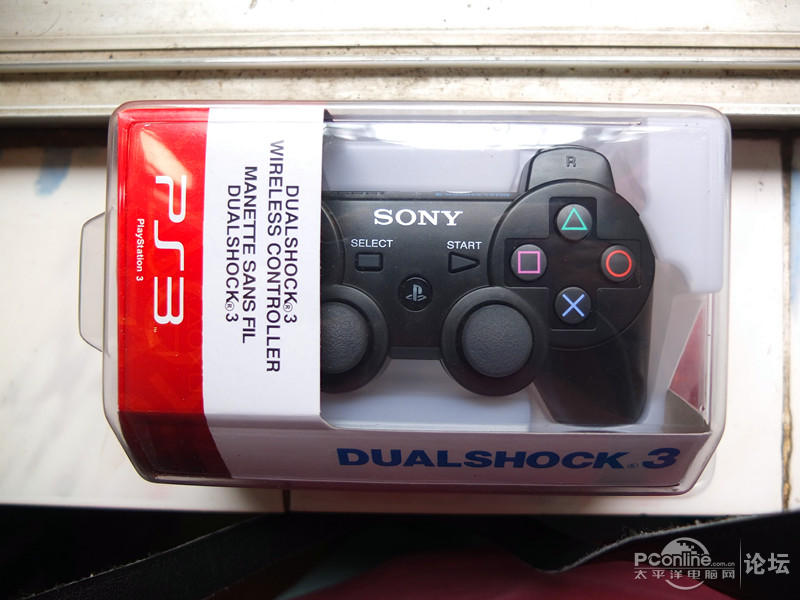 PS3™
PlayStation 3
DUALSHOCK®3
WIRELESS CONTROLLER
MANETTE SANS FIL
DUALSHOCK®3
SONY
SELECT
START
R
DUALSHOCK®3
PConline.com.cn
太平洋电脑网
论坛